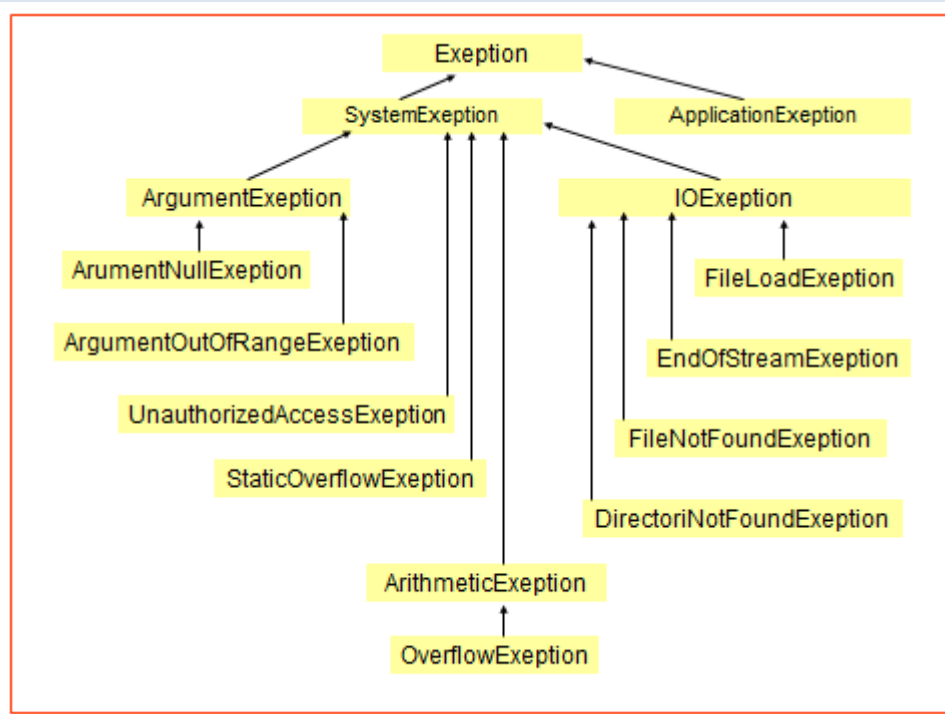 Exeption
SystemExeption
ApplicationExeption
ArgumentExeption
IOExeption
ArumentNullExeption
FileLoadExeption
ArgumentOutOfRangeExeption
EndOfStreamExeption
UnauthorizedAccessExeption
FileNotFoundExeption
StaticOverflowExeption
DirectoriNotFoundExeption
ArithmeticExeption
OverflowExeption